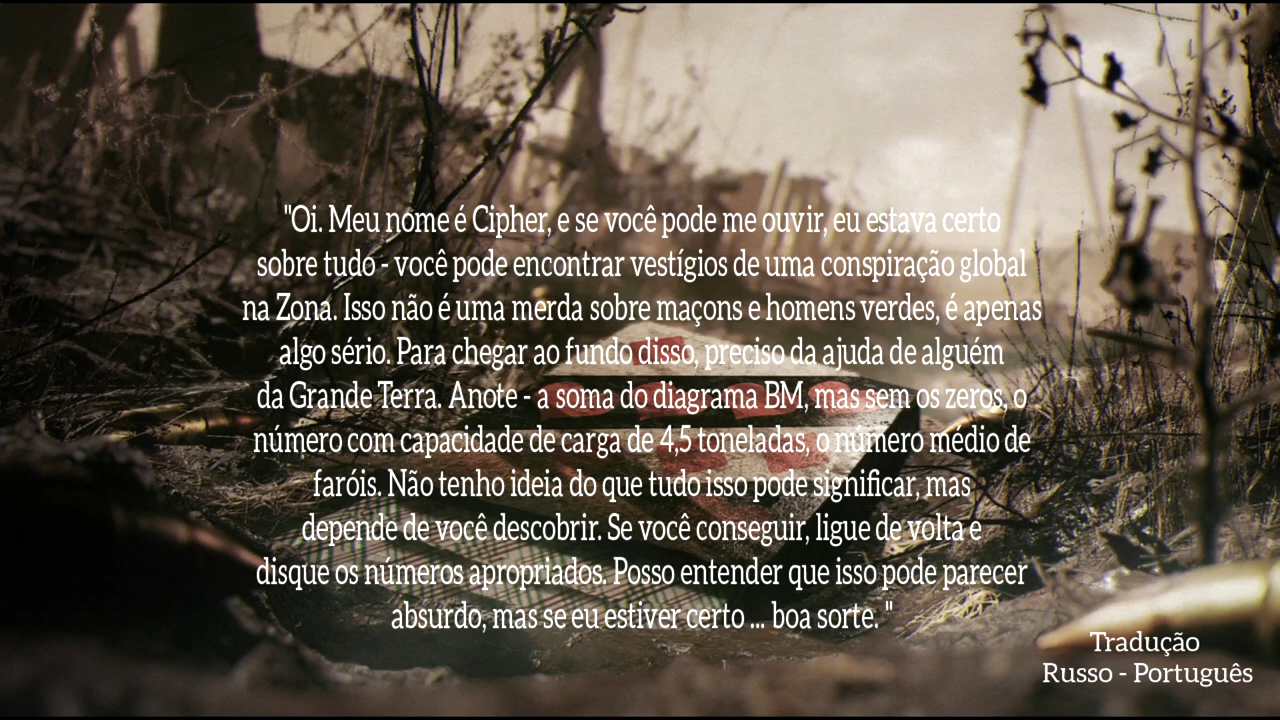 "Oi. Meu nome é Cipher, e se você pode me ouvir, eu estava certo
sobre tudo - você pode encontrar vestígios de uma conspiração global
na Zona. Isso não é uma merda sobre maçons e homens verdes, é apenas
algo sério. Para chegar ao fundo disso, preciso da ajuda de alguém
da Grande Terra. Anote - a soma do diagrama BM, mas sem os zeros, o
número com capacidade de carga de 4,5 toneladas, o número médio de
faróis. Não tenho ideia do que tudo isso pode significar, mas
depende de você descobrir. Se você conseguir, ligue de volta e
disque os números apropriados. Posso entender que isso pode parecer
absurdo, mas se eu estiver certo ... boa sorte. "
Tradução
Russo - Português